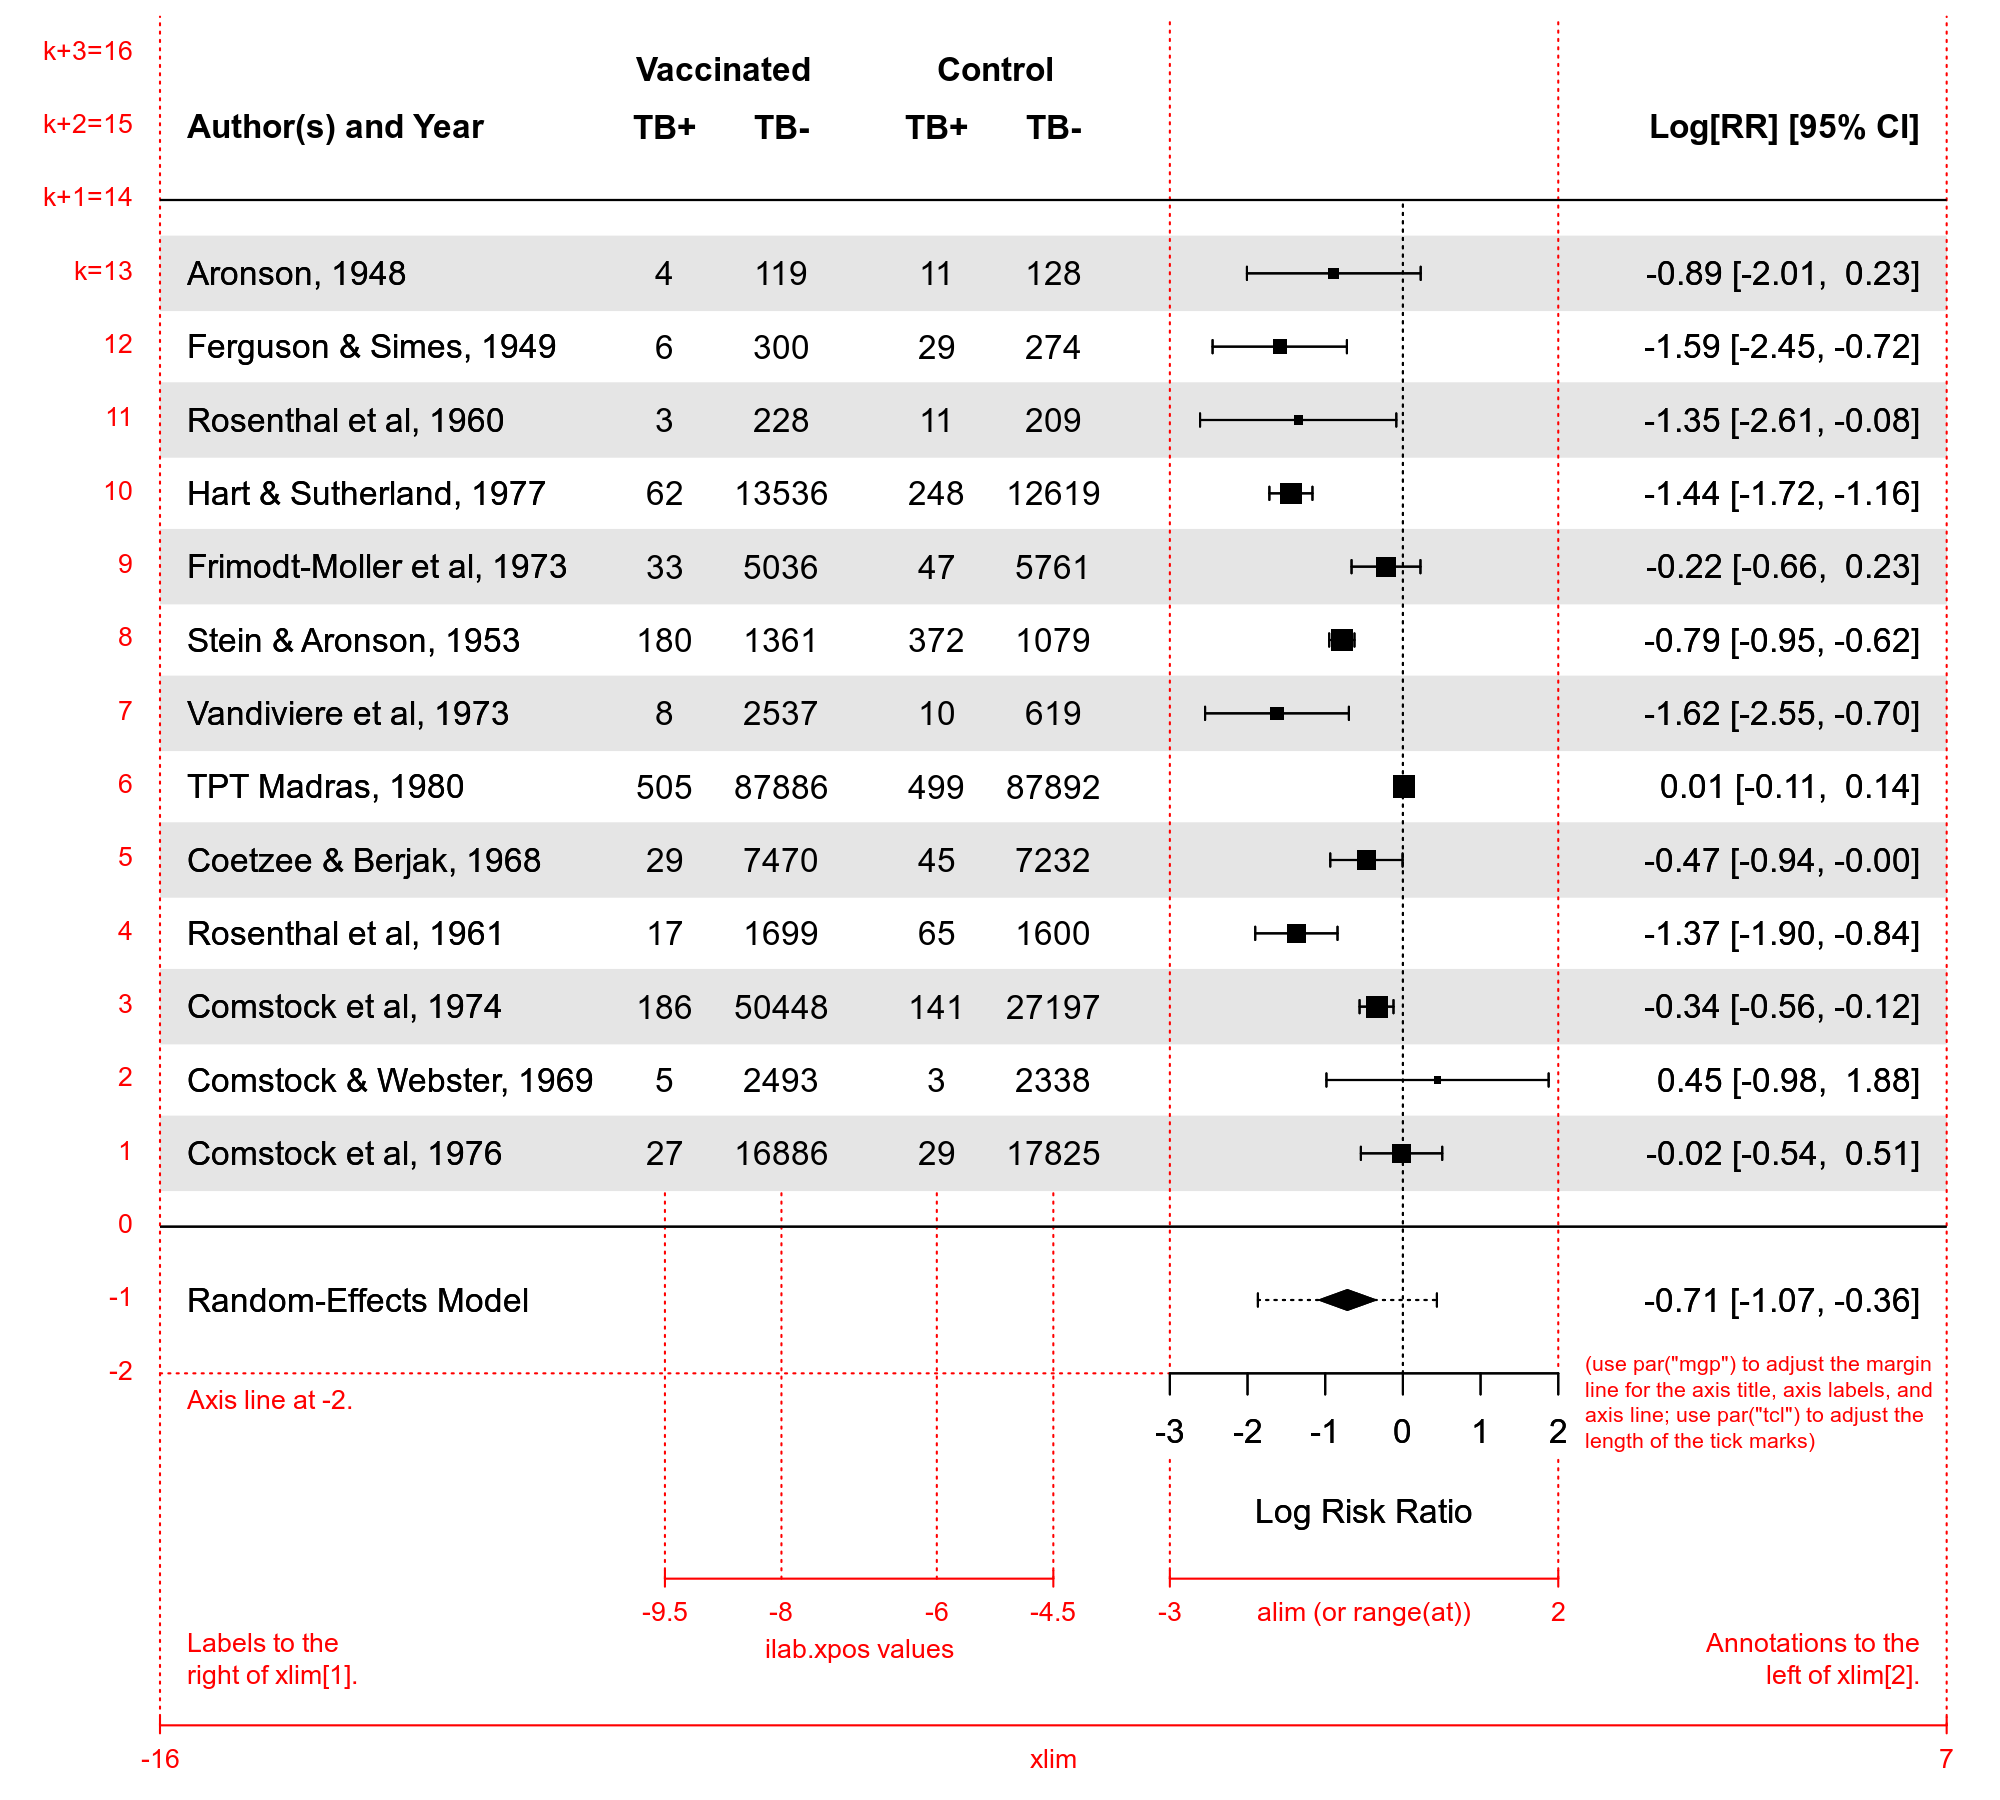 k+3=16
Vaccinated Control
k+2=15 Author(s) and Year TB+ TB- TB+ TB- Log[RR] [95% CI]
k+1=14
k=13 Aronson, 1948 4 119 11 128 -0.89 [-2.01, 0.23]
12 Ferguson & Simes, 1949 6 300 29 274 -1.59 [-2.45, -0.72]
11 Rosenthal et al, 1960 3 228 11 209 -1.35 [-2.61, -0.08]
10 Hart & Sutherland, 1977 62 13536 248 12619 -1.44 [-1.72, -1.16]
9 Frimodt-Moller et al, 1973 33 5036 47 5761 -0.22 [-0.66, 0.23]
8 Stein & Aronson, 1953 180 1361 372 1079 -0.79 [-0.95, -0.62]
7 Vandiviere et al, 1973 8 2537 10 619 -1.62 [-2.55, -0.70]
6 TPT Madras, 1980 505 87886 499 87892 0.01 [-0.11, 0.14]
5 Coetzee & Berjak, 1968 29 7470 45 7232 -0.47 [-0.94, -0.00]
4 Rosenthal et al, 1961 17 1699 65 1600 -1.37 [-1.90, -0.84]
3 Comstock et al, 1974 186 50448 141 27197 -0.34 [-0.56, -0.12]
2 Comstock & Webster, 1969 5 2493 3 2338 0.45 [-0.98, 1.88]
1 Comstock et al, 1976 27 16886 29 17825 -0.02 [-0.54, 0.51]
0
-1 Random-Effects Model -0.71 [-1.07, -0.36]
-2
Axis line at -2.
(use par("mgp") to adjust the margin
line for the axis title, axis labels, and
axis line; use par("tcl") to adjust the
length of the tick marks)
-3 -2 -1 0 1 2
Log Risk Ratio
-9.5 -8 -6 -4.5 -3 alim (or range(at)) 2
ilab.xpos values
Labels to the
right of xlim[1].
Annotations to the
left of xlim[2].
-16 xlim 7